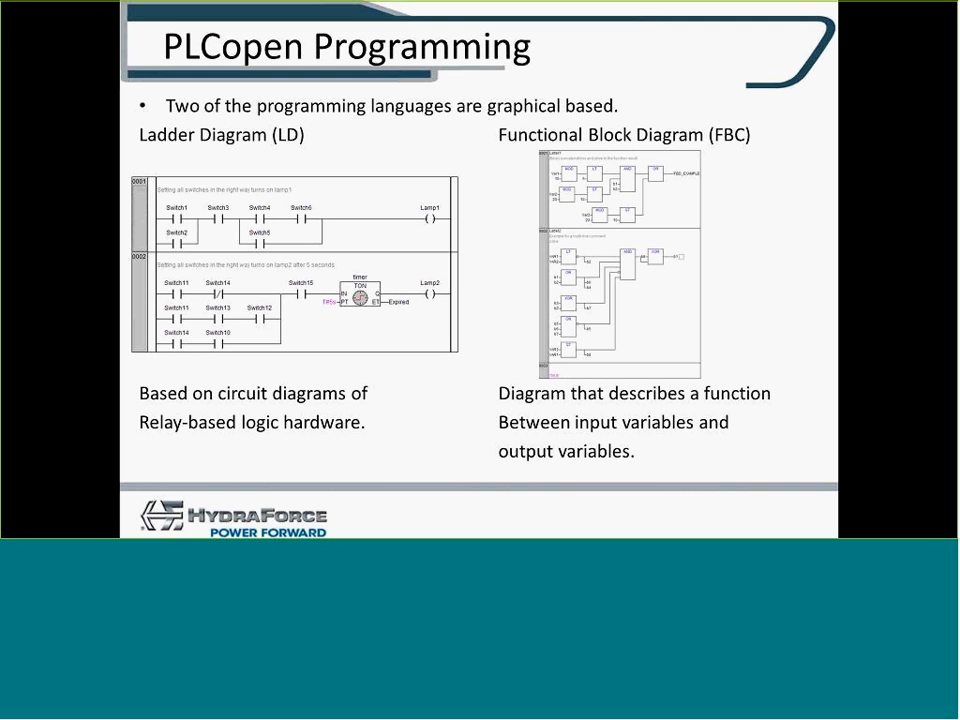 PLCopen Programming
• Two of the programming languages are graphical based.
Ladder Diagram (LD)
Functional Block Diagram (FBC)
0001
Setting all switches in the right way turns on lamp1
Switch1 Switch3 Switch4 Switch6 Lamp1
Switch2 Switch5
0002
Setting all switches in the right way turns on lamp2 after 5 seconds
timer
Switch11 Switch14 Switch15 TON Lamp2
IN Q
T#5s PT ET Expired
Switch11 Switch13 Switch12
Switch14 Switch10
Based on circuit diagrams of
Relay-based logic hardware.
Diagram that describes a function
Between input variables and
output variables.
HYDRAFORCE
POWER FORWARD